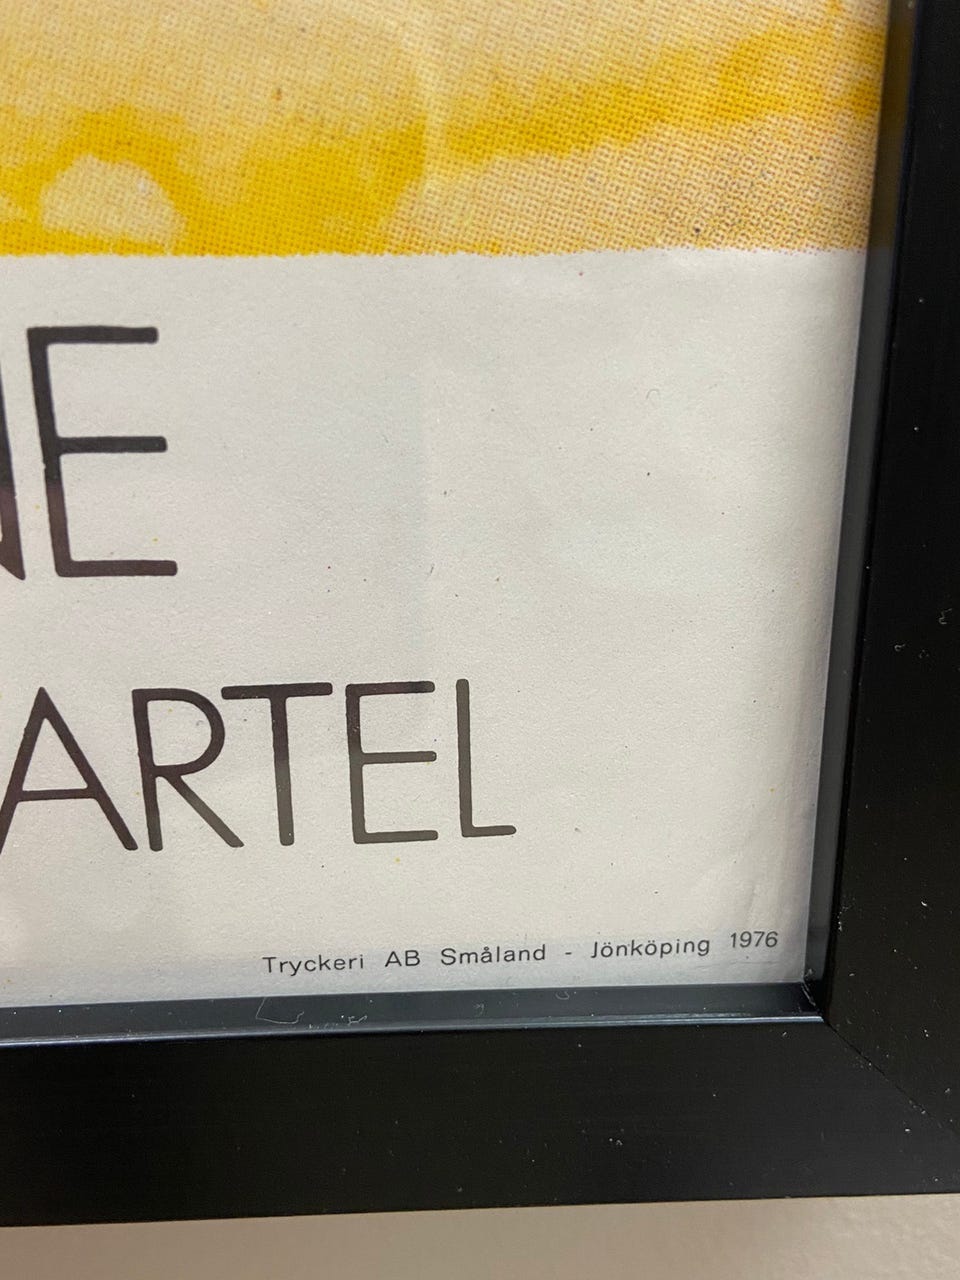 NE
ARTEL
Tryckeri AB Småland - Jönköping 1976